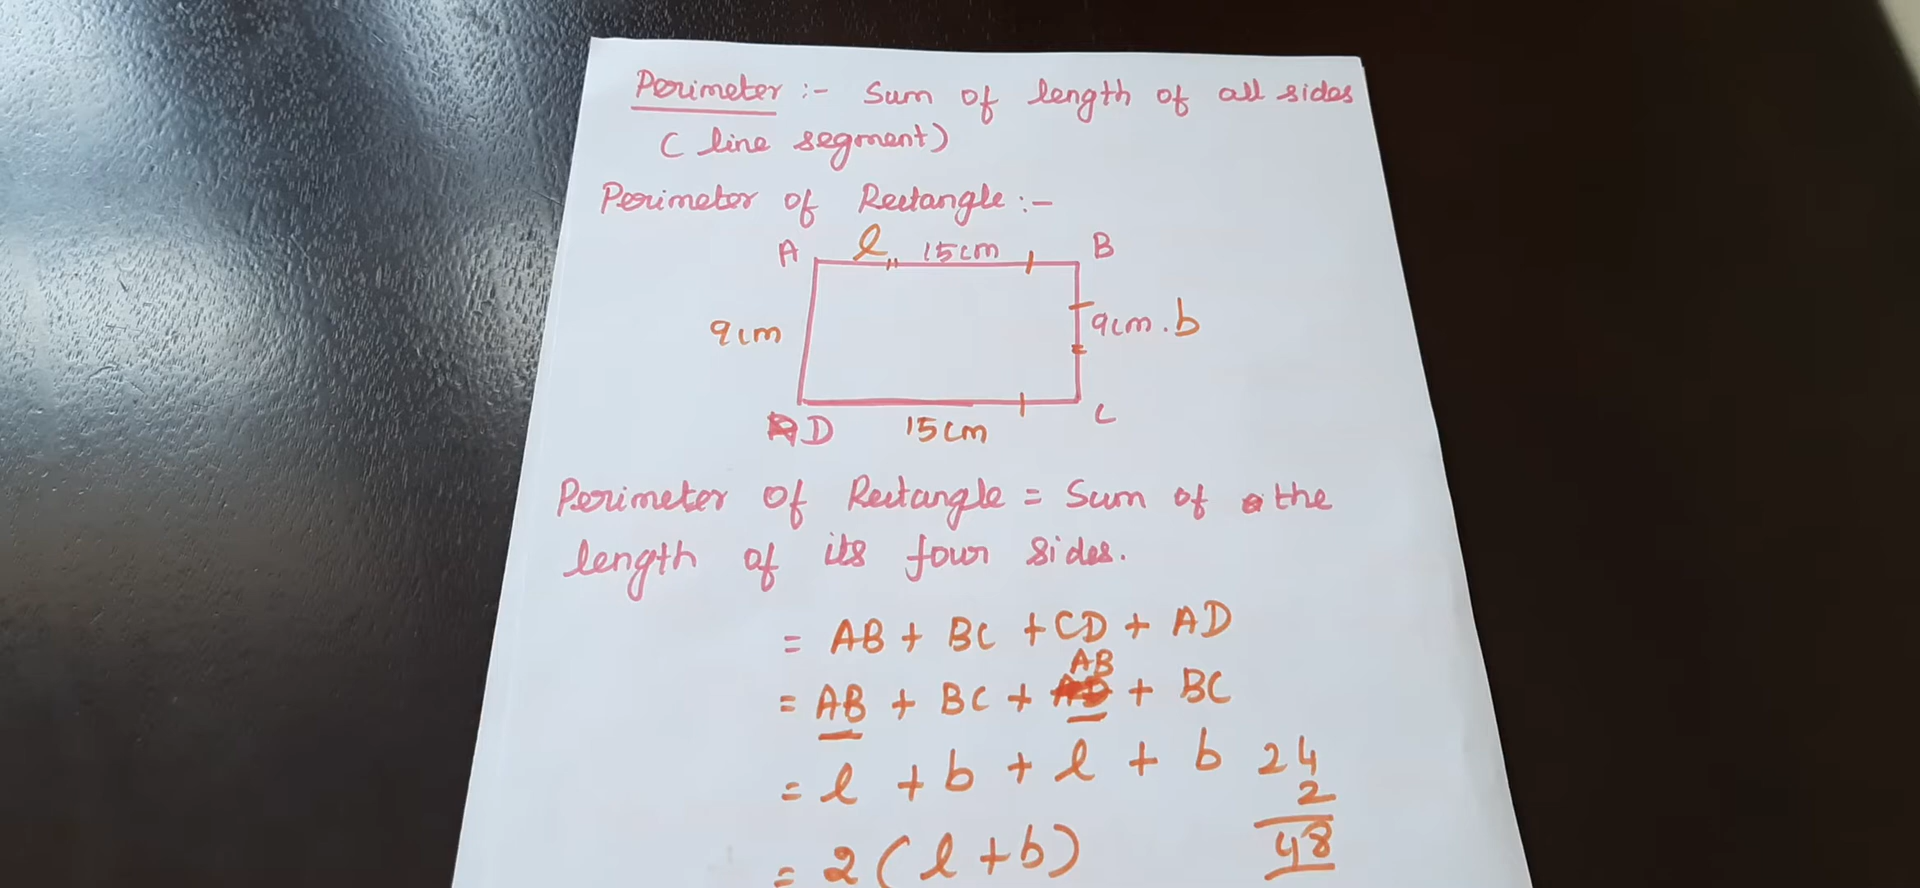 Perimeter :- Sum of length of all sides
( line segment)
Perimeter of Rectangle :-
A l 15cm B
9cm 9cm . b
D 15cm C
Perimeter of Rectangle = Sum of the
length of its four sides.
= AB + BC + CD + AD
AB
= AB + BC + + BC
= l + b + l + b 24
2
= 2 ( l + b ) 48